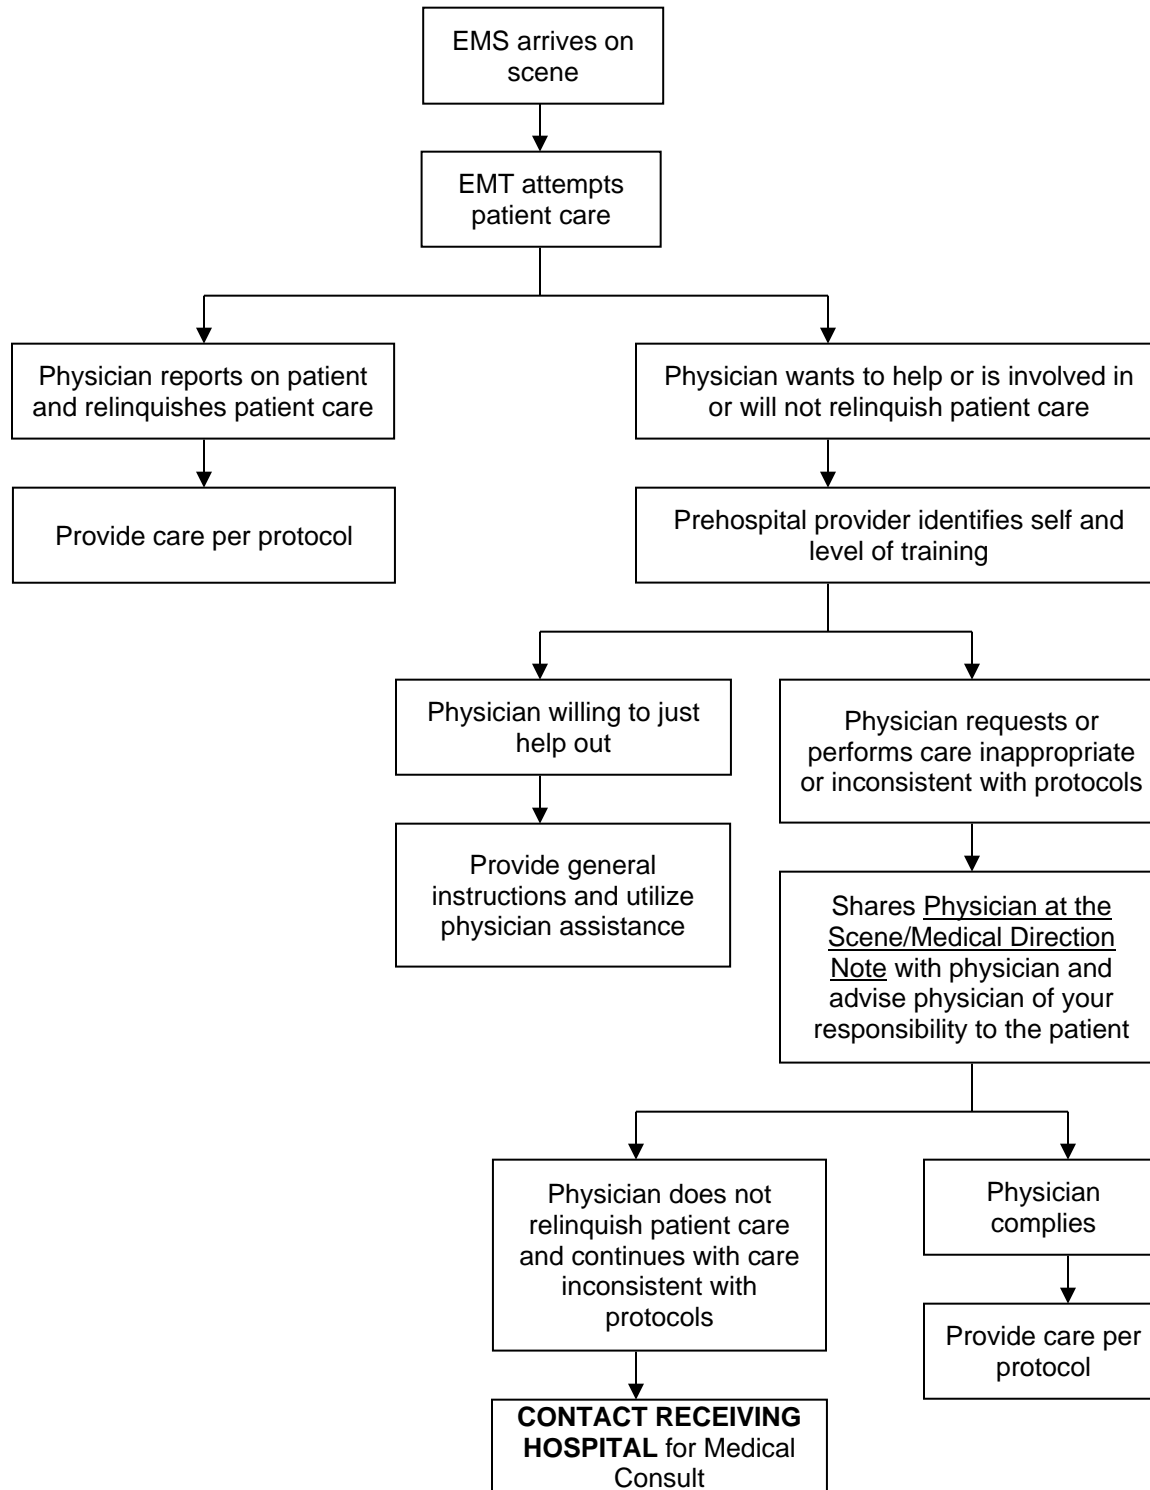 EMS arrives on
scene
EMT attempts
patient care
Physician reports on patient
and relinquishes patient care
Physician wants to help or is involved in
or will not relinquish patient care
Provide care per protocol
Prehospital provider identifies self and
level of training
Physician willing to just
help out
Physician requests or
performs care inappropriate
or inconsistent with protocols
Provide general
instructions and utilize
physician assistance
Shares Physician at the
Scene/Medical Direction
Note with physician and
advise physician of your
responsibility to the patient
Physician does not
relinquish patient care
and continues with care
inconsistent with
protocols
Physician
complies
Provide care per
protocol
CONTACT RECEIVING
HOSPITAL for Medical
Consult